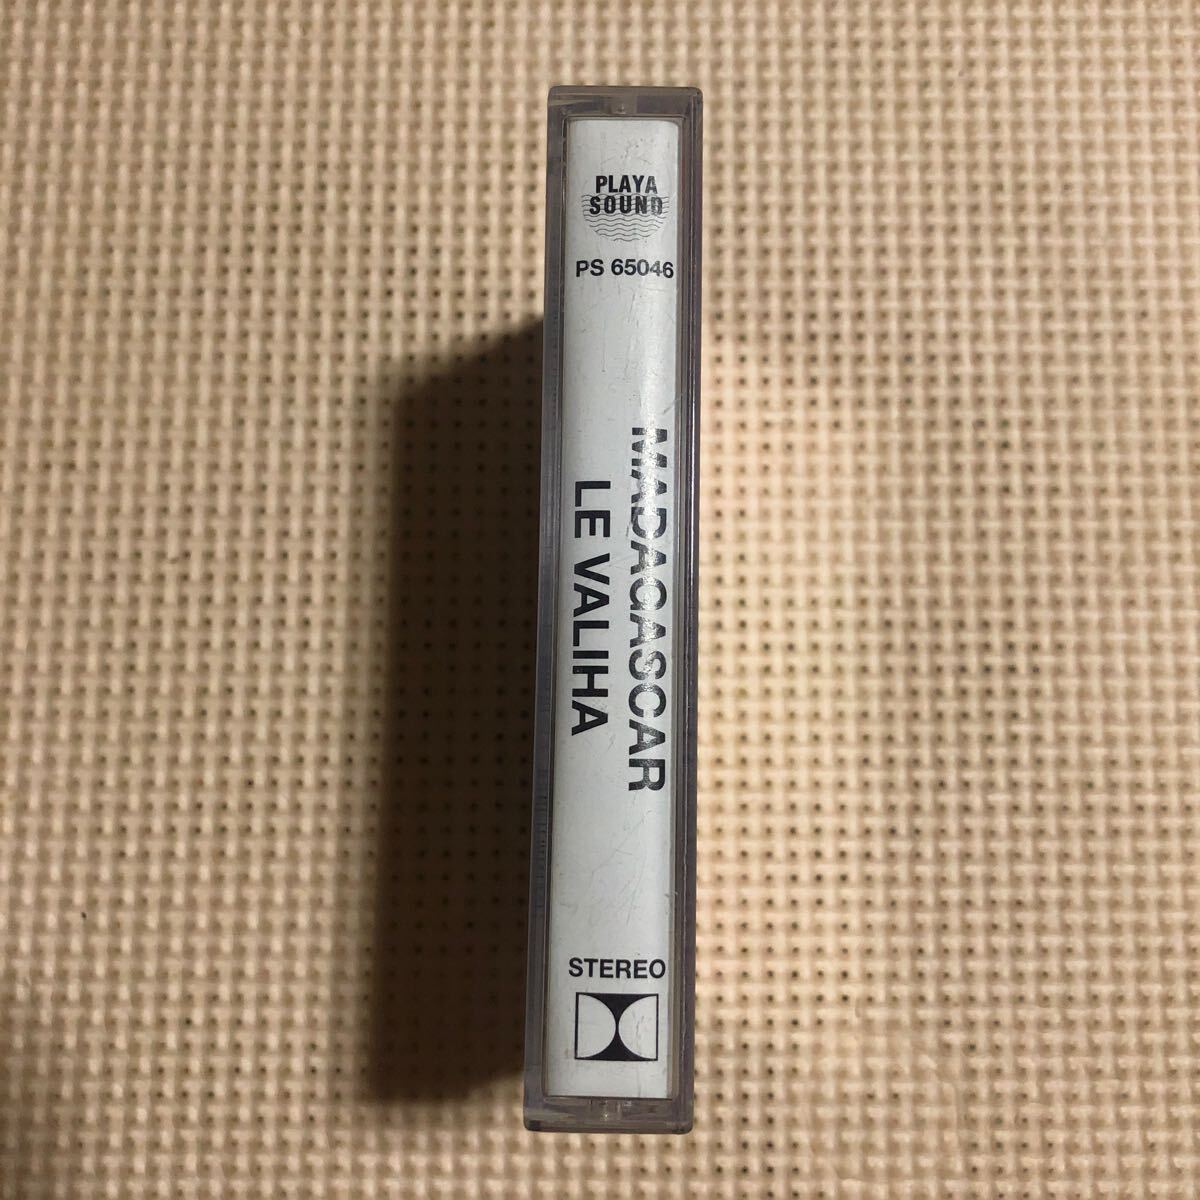 PLAYA
SOUND
PS 65046
MADAGASCAR
LE VALIHA
STEREO